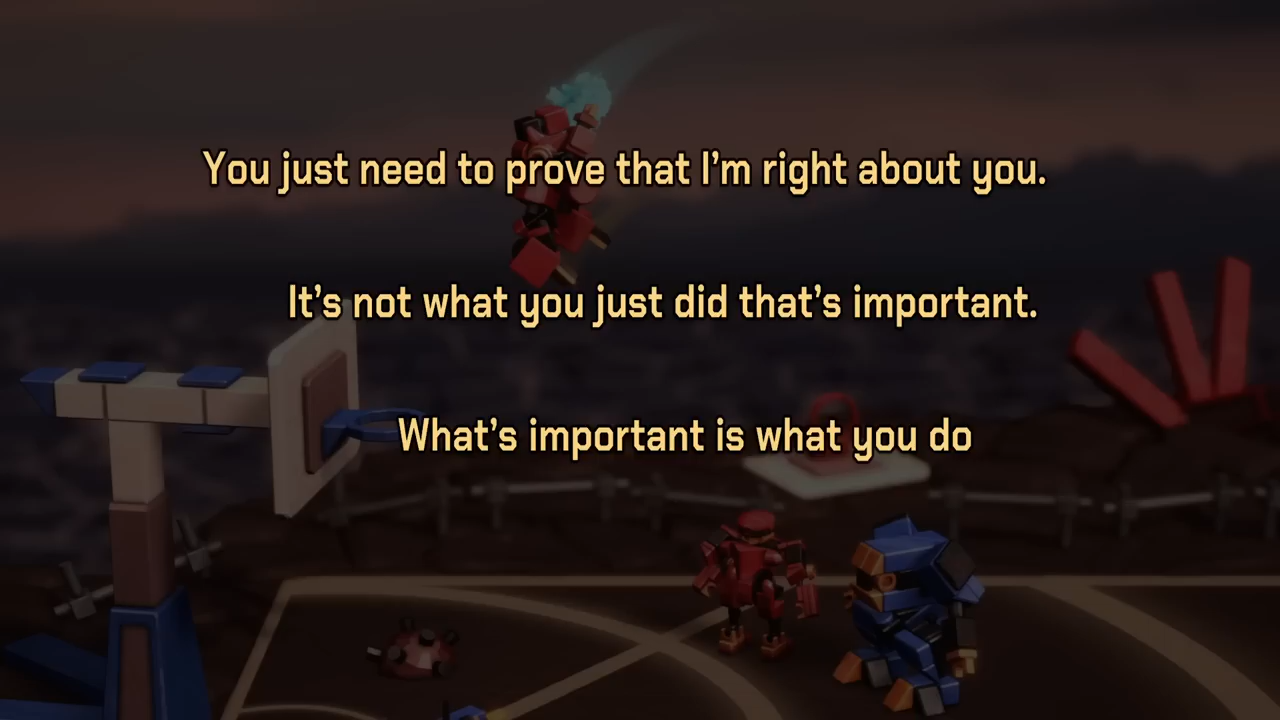 You just need to prove that I'm right about you.
It's not what you just did that's important.
What's important is what you do